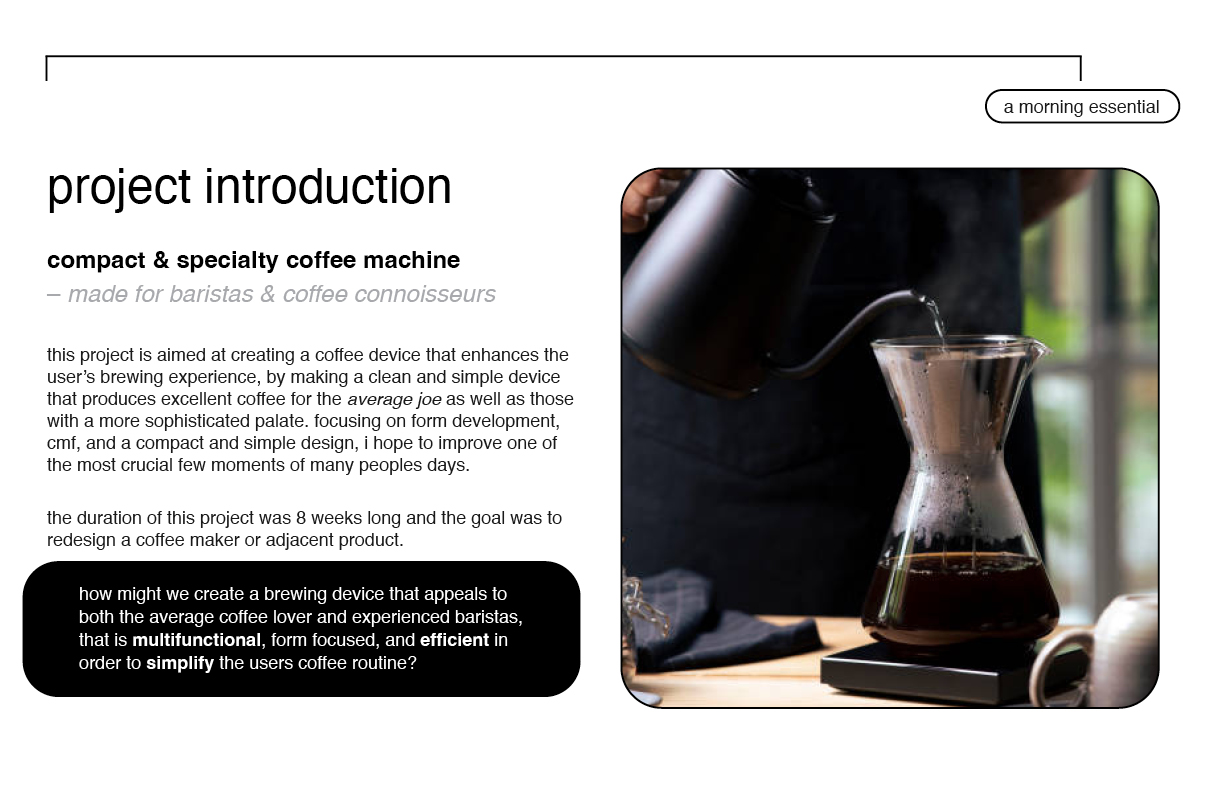 a morning essential
project introduction
compact & specialty coffee machine
– made for baristas & coffee connoisseurs
this project is aimed at creating a coffee device that enhances the
user’s brewing experience, by making a clean and simple device
that produces excellent coffee for the average joe as well as those
with a more sophisticated palate. focusing on form development,
cmf, and a compact and simple design, i hope to improve one of
the most crucial few moments of many peoples days.
the duration of this project was 8 weeks long and the goal was to
redesign a coffee maker or adjacent product.
how might we create a brewing device that appeals to
both the average coffee lover and experienced baristas,
that is multifunctional, form focused, and efficient in
order to simplify the users coffee routine?